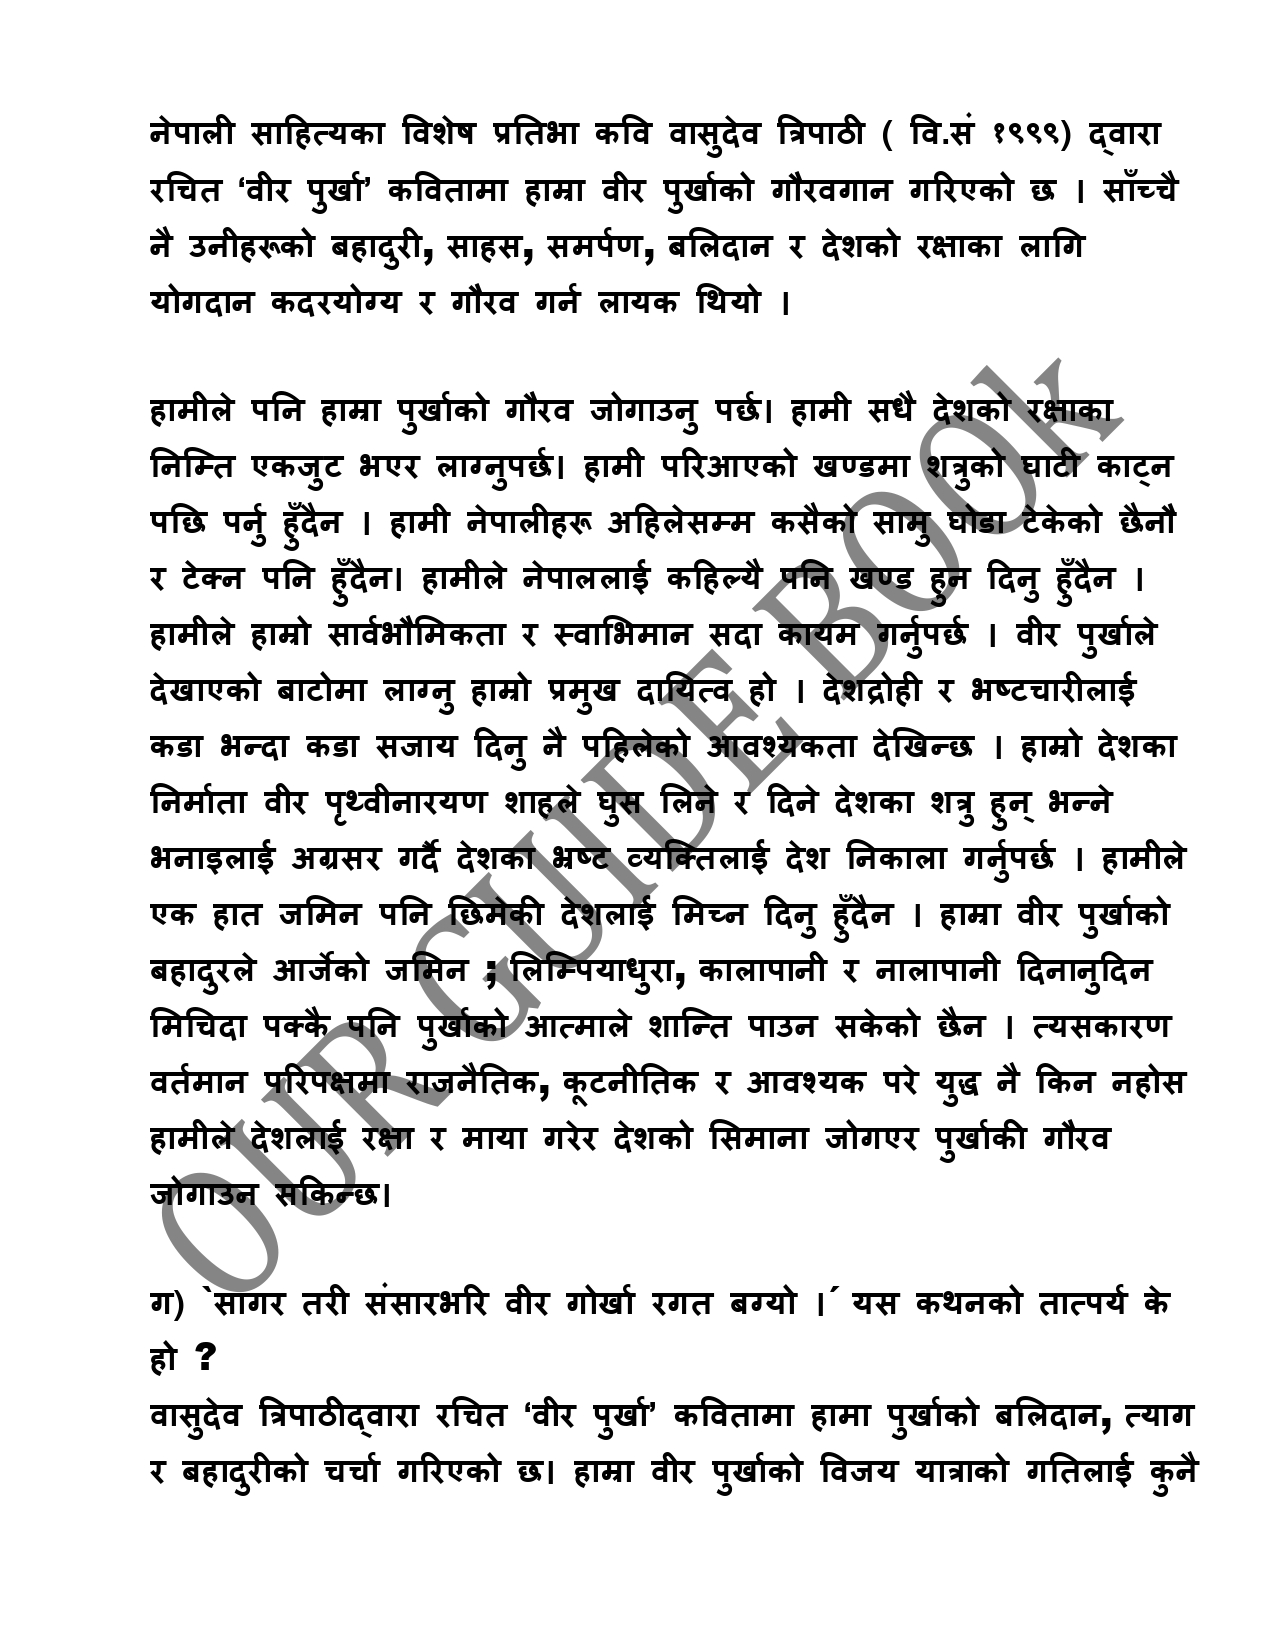 नेपाली साहित्यका विशेष प्रतिभा कवि वासुदेव त्रिपाठी ( वि.सं १९९९) द्‌वारा
रचित ‘वीर पुर्खा’ कवितामा हाम्रा वीर पुर्खाको गौरवगान गरिएको छ । साँच्चै
नै उनीहरूको बहादुरी, साहस, समर्पण, बलिदान र देशको रक्षाका लागि
योगदान कदरयोग्य र गौरव गर्न लायक थियो ।
हामीले पनि हाम्रा पुर्खाको गौरव जोगाउनु पर्छ। हामी सधै देशको रक्षाका
निम्ति एकजुट भएर लाग्नुपर्छ। हामी परिआएको खण्डमा शत्रुको घाटी काट्‌न
पछि पर्नु हुँदैन । हामी नेपालीहरू अहिलेसम्म कसैको सामु घोडा टेकेको छैनौ
र टेक्न पनि हुँदैन। हामीले नेपाललाई कहिल्यै पनि खण्ड हुन दिनु हुँदैन ।
हामीले हाम्रो सार्वभौमिकता र स्वाभिमान सदा कायम गर्नुपर्छ । वीर पुर्खाले
देखाएको बाटोमा लाग्नु हाम्रो प्रमुख दायित्व हो । देशद्रोही र भष्टचारीलाई
कडा भन्दा कडा सजाय दिनु नै पहिलेको आवश्यकता देखिन्छ । हाम्रो देशका
निर्माता वीर पृथ्वीनारयण शाहले घुस लिने र दिने देशका शत्रु हुन् भन्ने
भनाइलाई अग्रसर गर्दै देशका भ्रष्ट व्यक्तिलाई देश निकाला गर्नुपर्छ । हामीले
एक हात जमिन पनि छिमेकी देशलाई मिच्न दिनु हुँदैन । हाम्रा वीर पुर्खाको
बहादुरले आर्जेको जमिन ; लिम्पियाधुरा, कालापानी र नालापानी दिनानुदिन
मिचिदा पक्कै पनि पुर्खाको आत्माले शान्ति पाउन सकेको छैन । त्यसकारण
वर्तमान परिपक्षमा राजनैतिक, कूटनीतिक र आवश्यक परे युद्ध नै किन नहोस
हामीले देशलाई रक्षा र माया गरेर देशको सिमाना जोगएर पुर्खाकी गौरव
जोगाउन सकिन्छ।
ग) `सागर तरी संसारभरि वीर गोर्खा रगत बग्यो ।´ यस कथनको तात्पर्य के
हो ?
वासुदेव त्रिपाठीद्‌वारा रचित ‘वीर पुर्खा’ कवितामा हामा पुर्खाको बलिदान, त्याग
र बहादुरीको चर्चा गरिएको छ। हाम्रा वीर पुर्खाको विजय यात्राको गतिलाई कुनै
OUR GUIDE BOOk